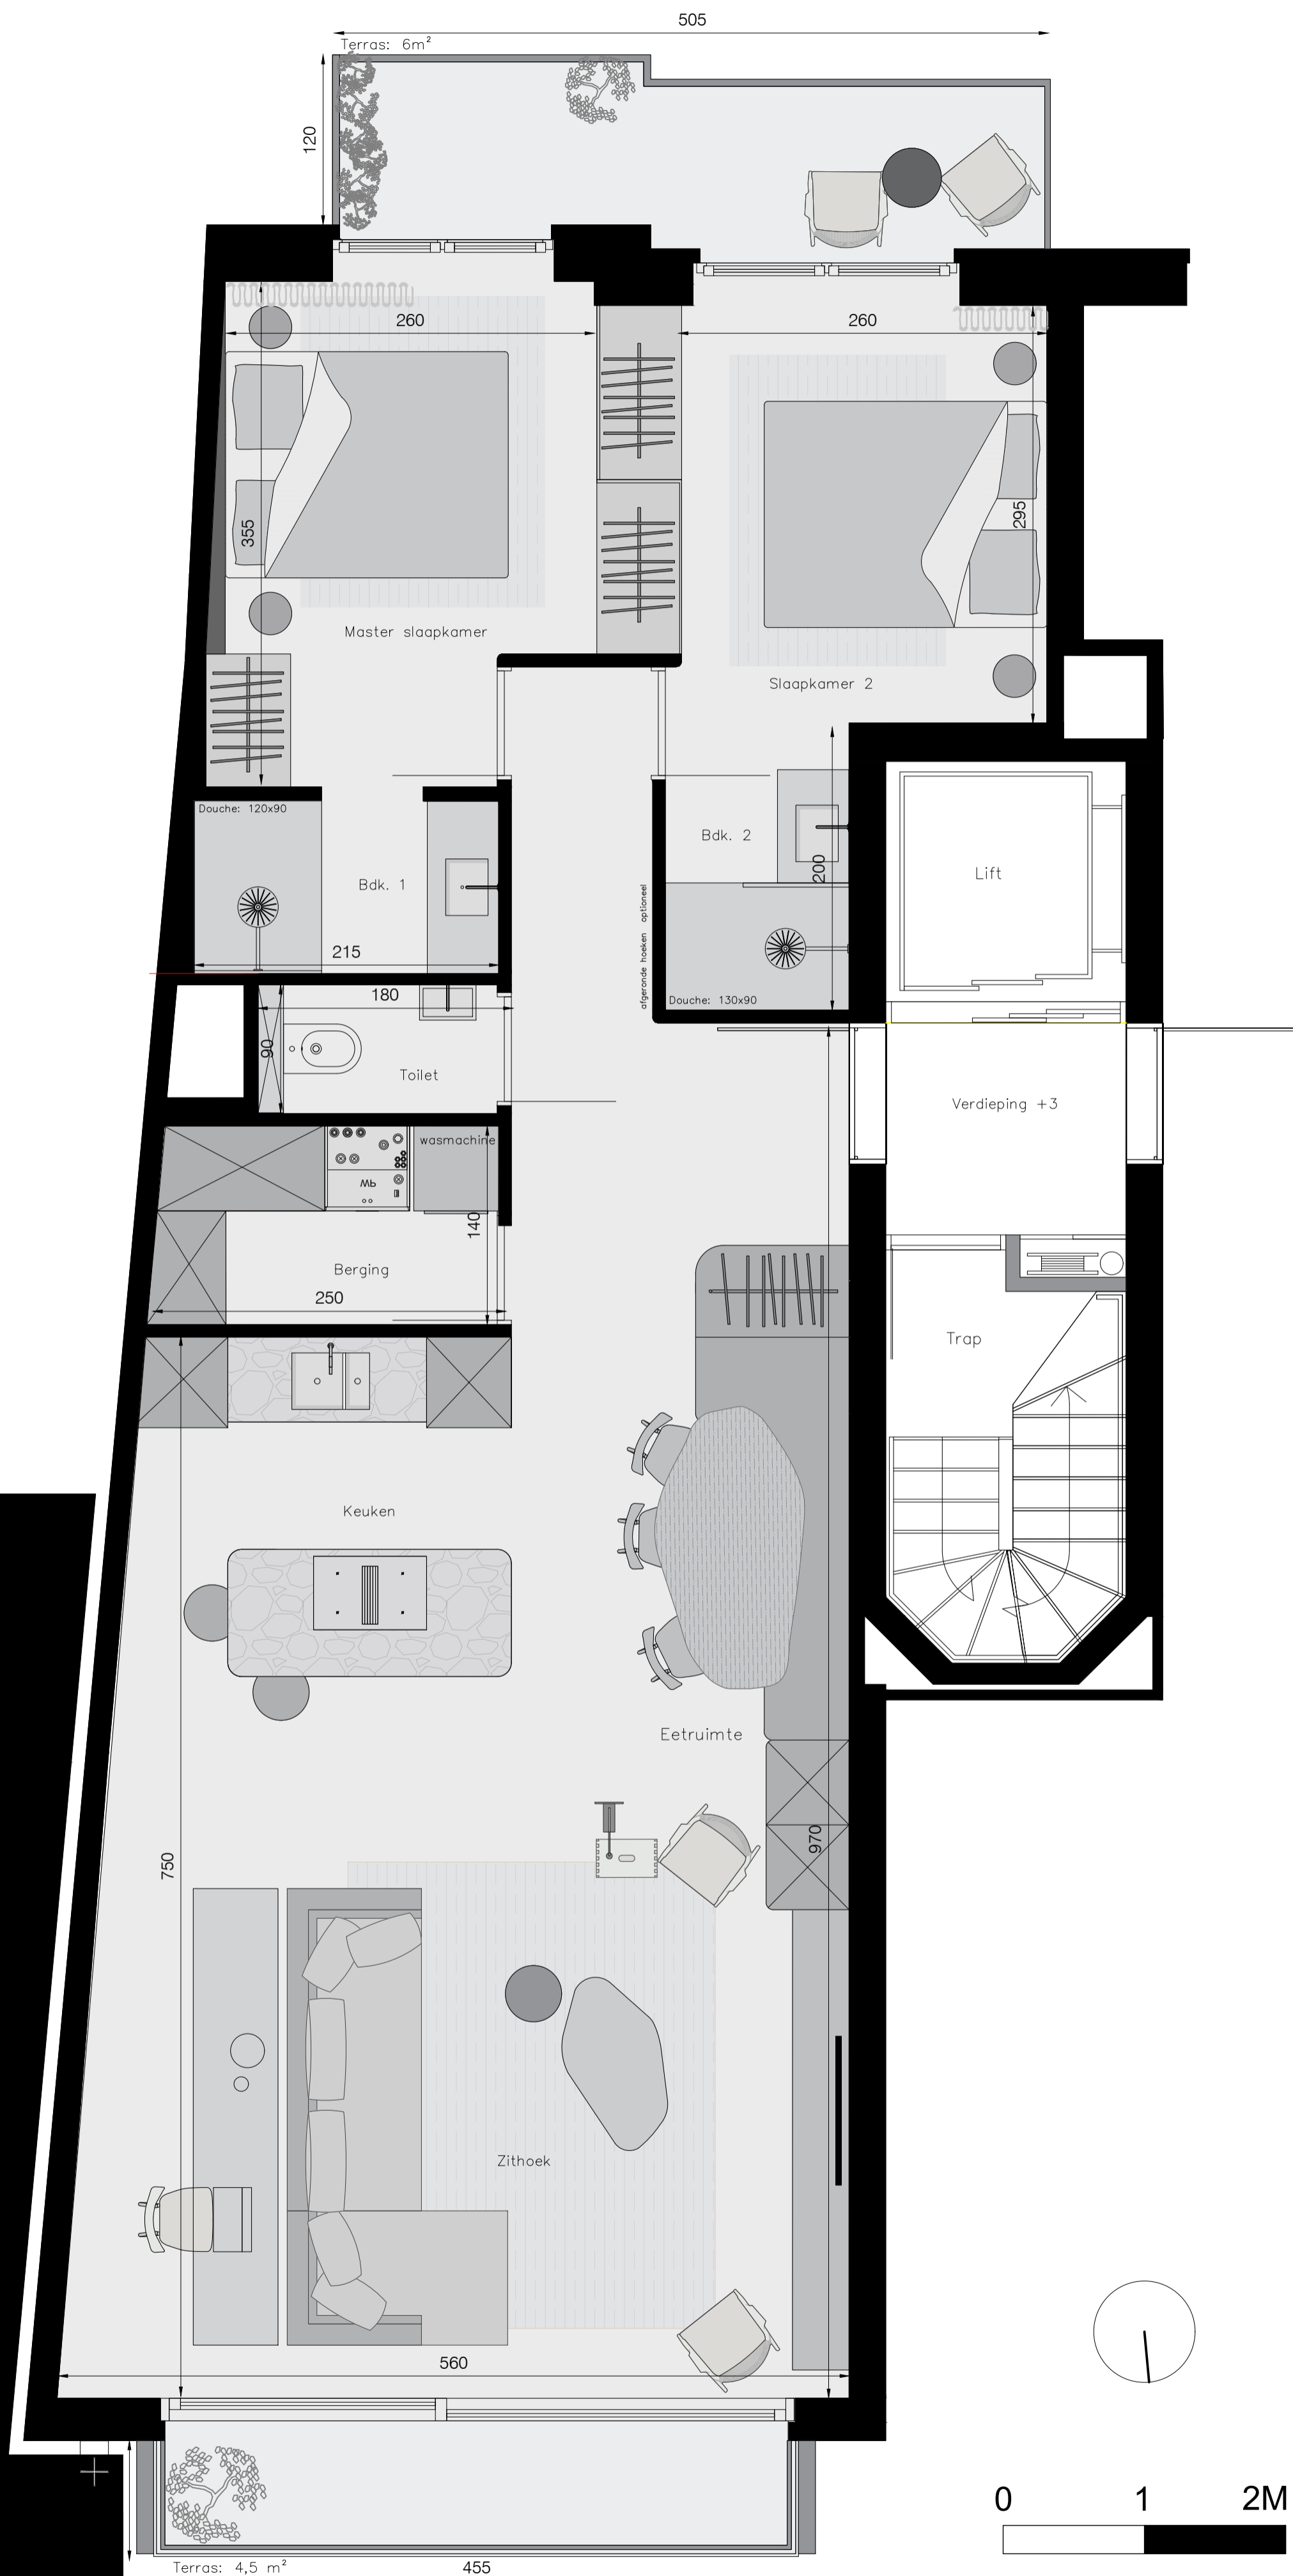 505
Terras: 6m²
120
260
260
355
295
Master slaapkamer
Slaapkamer 2
Douche: 120x90
Bdk. 2
200
Lift
Bdk. 1
afgeronde hoeken optioneel
215
180
Douche: 130x90
90
Toilet
Verdieping +3
wasmachine
Wb
140
Berging
250
Trap
Keuken
Eetruimte
970
750
Zithoek
560
0 1 2M
Terras: 4,5 m²
455